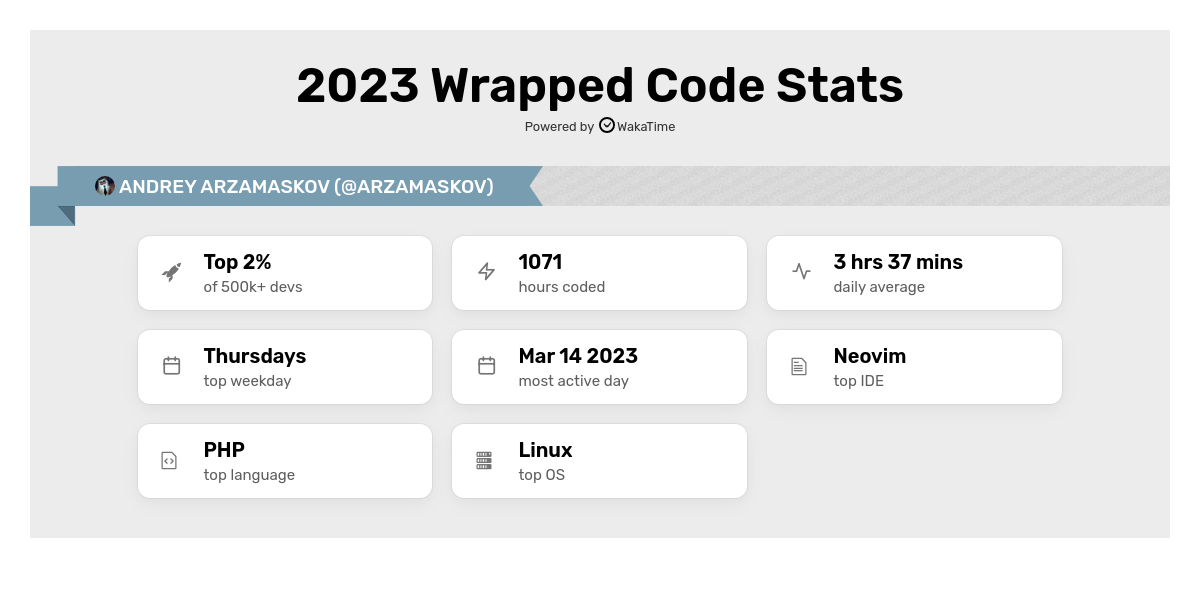 2023 Wrapped Code Stats
Powered by WakaTime
ANDREY ARZAMASKOV (@ARZAMASKOV)
Top 2%
of 500k+ devs
1071
hours coded
3 hrs 37 mins
daily average
Thursdays
top weekday
Mar 14 2023
most active day
Neovim
top IDE
PHP
top language
Linux
top OS